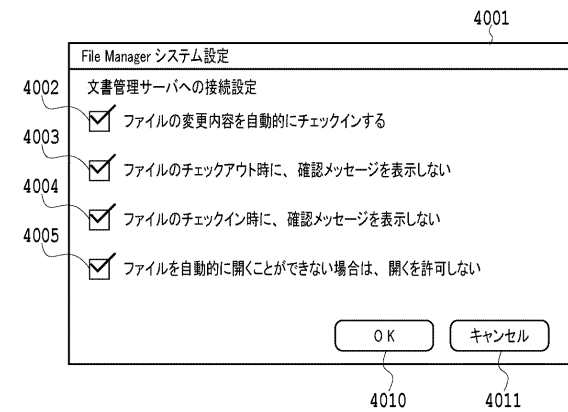 4001
File Manager システム設定
文書管理サーバへの接続設定
4002
ファイルの変更内容を自動的にチェックインする
4003
ファイルのチェックアウト時に、確認メッセージを表示しない
4004
ファイルのチェックイン時に、確認メッセージを表示しない
4005
ファイルを自動的に開くことができない場合は、開くを許可しない
OK キャンセル
4010 4011